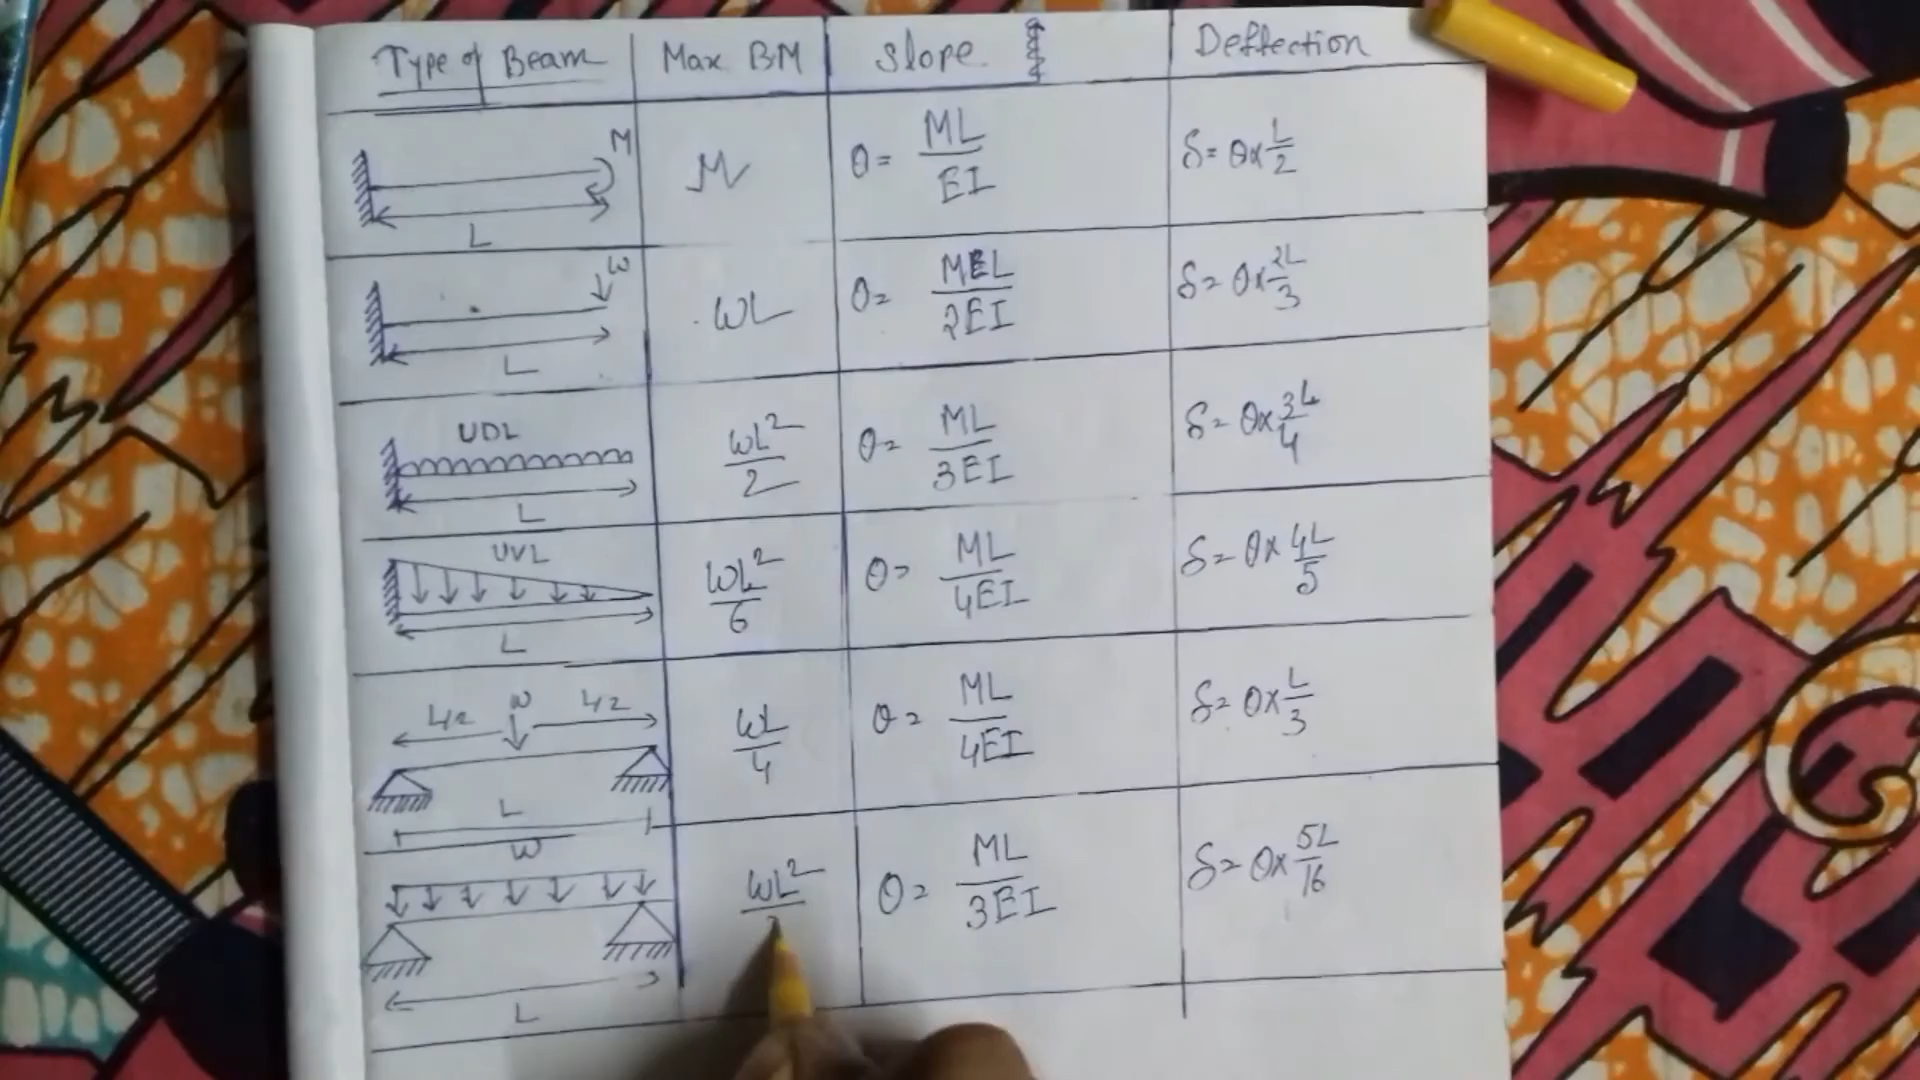 Type of Beam Max BM Slope Deflection
M
M θ = ML/EI δ = θ × L/2
L
W
WL θ = ML/2EI δ = θ × 2L/3
L
UDL
WL²/2 θ = ML/3EI δ = θ × 3L/4
L
UVL
WL²/6 θ = ML/4EI δ = θ × 4L/5
L
L/2 W L/2
WL/4 θ = ML/4EI δ = θ × L/3
L
W
WL² θ = ML/3EI δ = θ × 5L/16
L